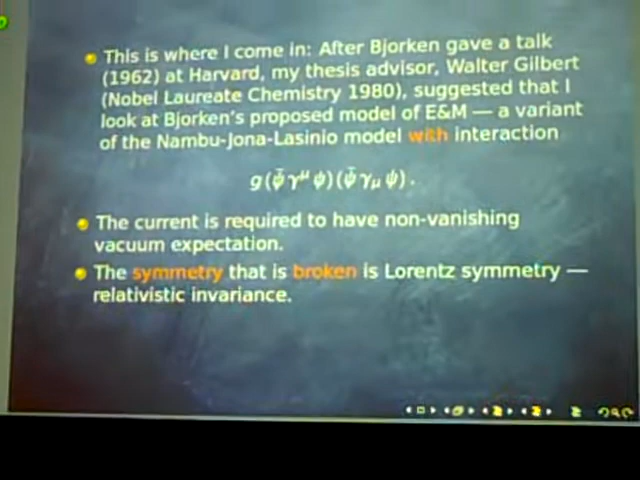 This is where I come in: After Bjorken gave a talk
(1962) at Harvard, my thesis advisor, Walter Gilbert
(Nobel Laureate Chemistry 1980), suggested that I
look at Bjorken's proposed model of E&M — a variant
of the Nambu-Jona-Lasinio model with interaction
g(ψ̄γ^μψ)(ψ̄γ_μψ).
The current is required to have non-vanishing
vacuum expectation.
The symmetry that is broken is Lorentz symmetry —
relativistic invariance.